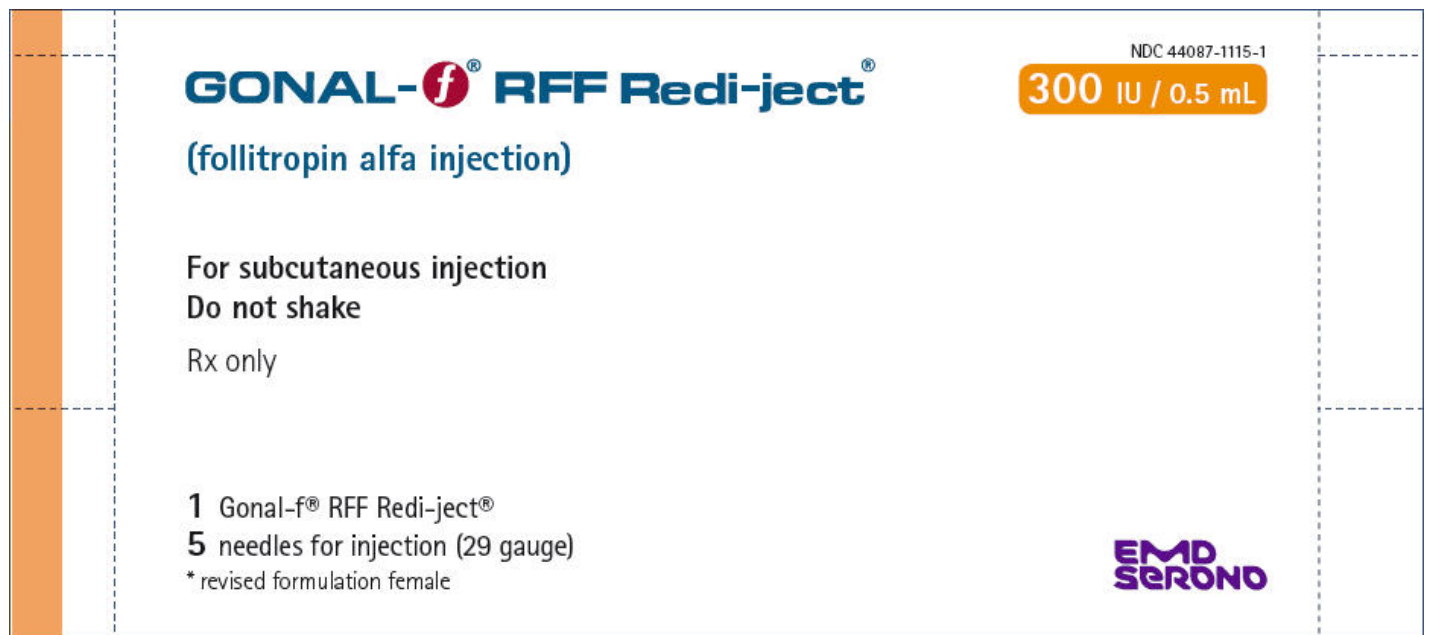 NDC 44087-1115-1
GONAL-f® RFF Redi-ject®
300 IU / 0.5 mL
(follitropin alfa injection)
For subcutaneous injection
Do not shake
Rx only
1 Gonal-f® RFF Redi-ject®
5 needles for injection (29 gauge)
* revised formulation female
EMD
SERONO